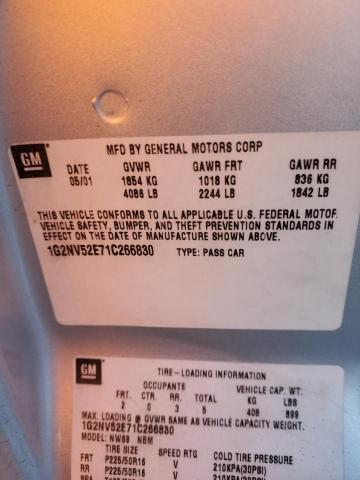 GM
MFD BY GENERAL MOTORS CORP
DATE GVWR GAWR FRT GAWR RR
05/01 1854 KG 1018 KG 836 KG
4086 LB 2244 LB 1842 LB
THIS VEHICLE CONFORMS TO ALL APPLICABLE U.S. FEDERAL MOTOR
VEHICLE SAFETY, BUMPER, AND THEFT PREVENTION STANDARDS IN
EFFECT ON THE DATE OF MANUFACTURE SHOWN ABOVE.
1G2NV52E71C266830 TYPE: PASS CAR
GM
TIRE-LOADING INFORMATION
OCCUPANTS VEHICLE CAP. WT.
FRT. CTR. RR. TOTAL KG LBS
2 0 3 5 408 899
MAX. LOADING @ GVWR SAME AS VEHICLE CAPACITY WEIGHT.
1G2NV52E71C266830
MODEL: NW69 NBM
TIRE SIZE SPEED RTG COLD TIRE PRESSURE
FRT P225/50R16 V 210KPA(30PSI)
RR P225/50R16 V 210KPA(30PSI)